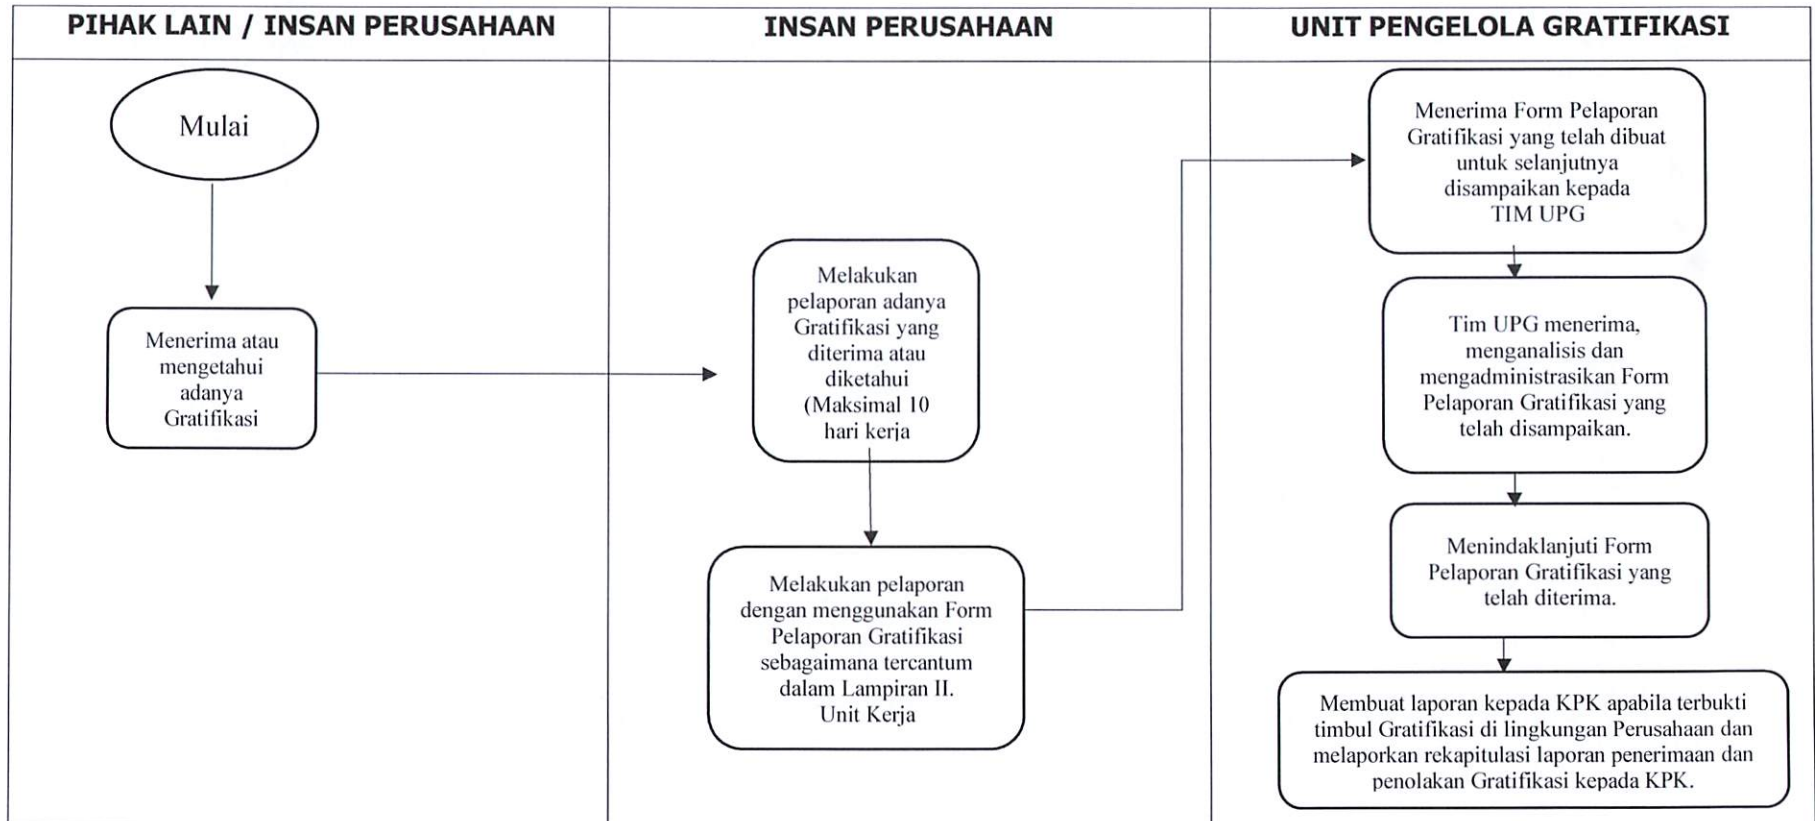 PIHAK LAIN / INSAN PERUSAHAAN
INSAN PERUSAHAAN
UNIT PENGELOLA GRATIFIKASI
Mulai
Menerima atau
mengetahui
adanya
Gratifikasi
Melakukan
pelaporan adanya
Gratifikasi yang
diterima atau
diketahui
(Maksimal 10
hari kerja
Melakukan pelaporan
dengan menggunakan Form
Pelaporan Gratifikasi
sebagaimana tercantum
dalam Lampiran II.
Unit Kerja
Menerima Form Pelaporan
Gratifikasi yang telah dibuat
untuk selanjutnya
disampaikan kepada
TIM UPG
Tim UPG menerima,
menganalisis dan
mengadministrasikan Form
Pelaporan Gratifikasi yang
telah disampaikan.
Menindaklanjuti Form
Pelaporan Gratifikasi yang
telah diterima.
Membuat laporan kepada KPK apabila terbukti
timbul Gratifikasi di lingkungan Perusahaan dan
melaporkan rekapitulasi laporan penerimaan dan
penolakan Gratifikasi kepada KPK.